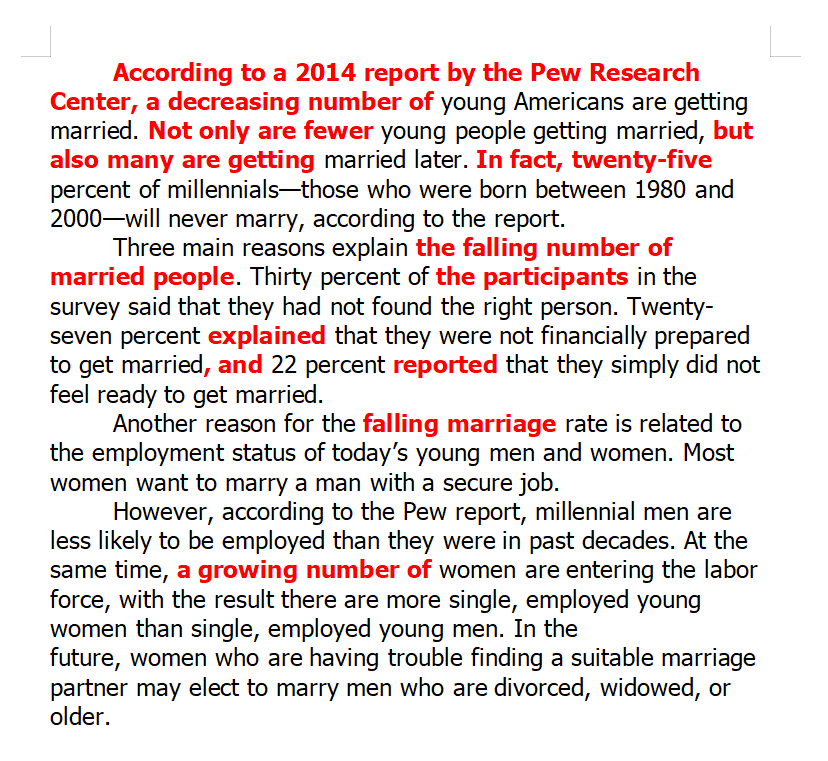 According to a 2014 report by the Pew Research
Center, a decreasing number of young Americans are getting
married. Not only are fewer young people getting married, but
also many are getting married later. In fact, twenty-five
percent of millennials—those who were born between 1980 and
2000—will never marry, according to the report.
Three main reasons explain the falling number of
married people. Thirty percent of the participants in the
survey said that they had not found the right person. Twenty-
seven percent explained that they were not financially prepared
to get married, and 22 percent reported that they simply did not
feel ready to get married.
Another reason for the falling marriage rate is related to
the employment status of today’s young men and women. Most
women want to marry a man with a secure job.
However, according to the Pew report, millennial men are
less likely to be employed than they were in past decades. At the
same time, a growing number of women are entering the labor
force, with the result there are more single, employed young
women than single, employed young men. In the
future, women who are having trouble finding a suitable marriage
partner may elect to marry men who are divorced, widowed, or
older.